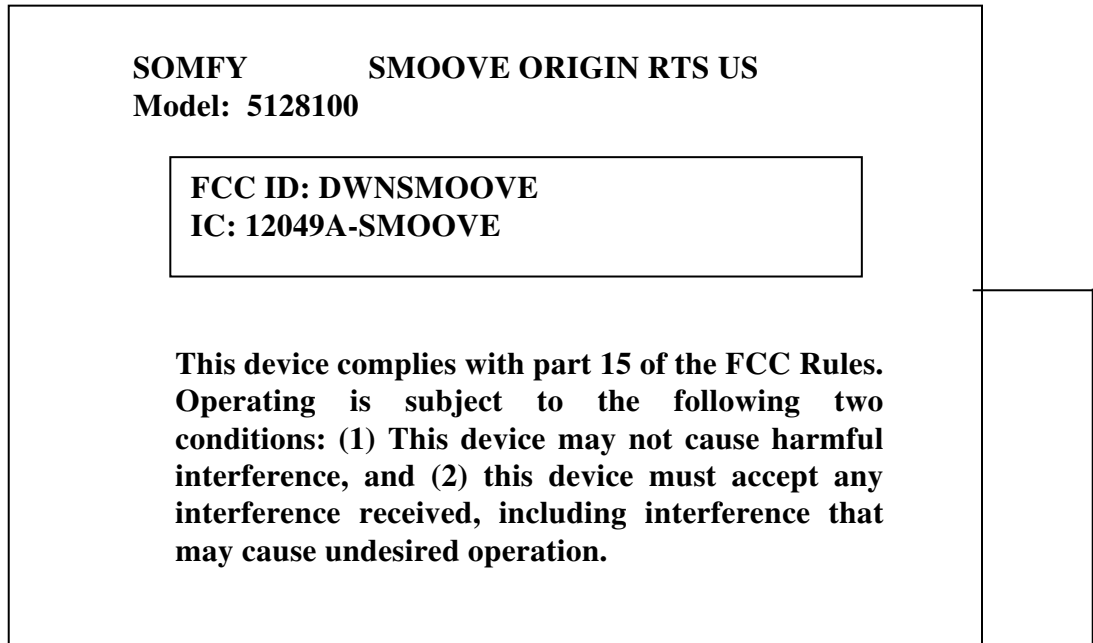 SOMFY SMOOVE ORIGIN RTS US
Model: 5128100
FCC ID: DWNSMOOVE
IC: 12049A-SMOOVE
This device complies with part 15 of the FCC Rules.
Operating is subject to the following two
conditions: (1) This device may not cause harmful
interference, and (2) this device must accept any
interference received, including interference that
may cause undesired operation.